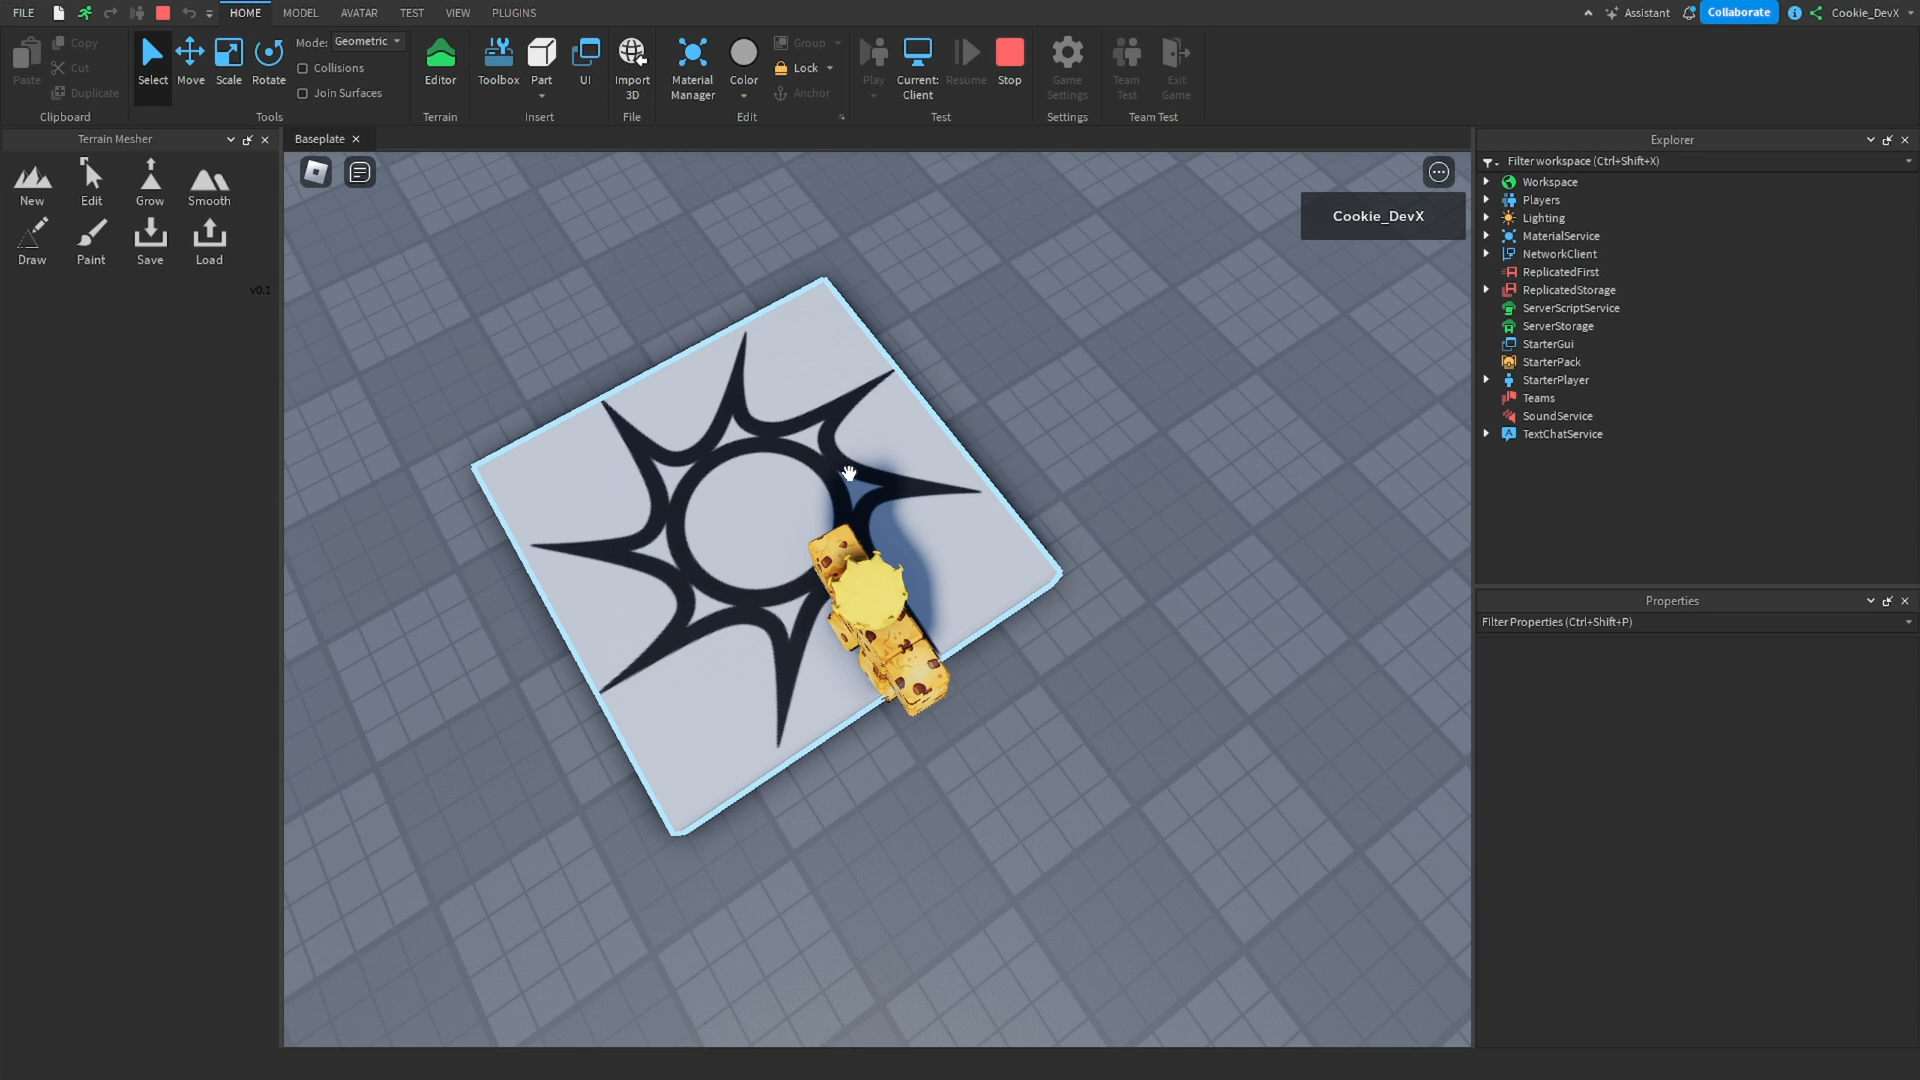 FILE HOME MODEL AVATAR TEST VIEW PLUGINS Assistant Collaborate Cookie_DevX
Paste
Copy
Cut
Duplicate
Clipboard
Select
Move
Scale
Rotate
Mode: Geometric
Collisions
Join Surfaces
Tools
Editor
Terrain
Toolbox
Part
UI
Insert
Import
3D
File
Material
Manager
Color
Group
Lock
Anchor
Edit
Play
Current:
Client
Resume
Stop
Test
Game
Settings
Settings
Team
Test
Exit
Game
Team Test
Terrain Mesher
New
Edit
Grow
Smooth
Draw
Paint
Save
Load
v0.1
Baseplate
Cookie_DevX
Explorer
Filter workspace (Ctrl+Shift+X)
Workspace
Players
Lighting
MaterialService
NetworkClient
ReplicatedFirst
ReplicatedStorage
ServerScriptService
ServerStorage
StarterGui
StarterPack
StarterPlayer
Teams
SoundService
TextChatService
Properties
Filter Properties (Ctrl+Shift+P)